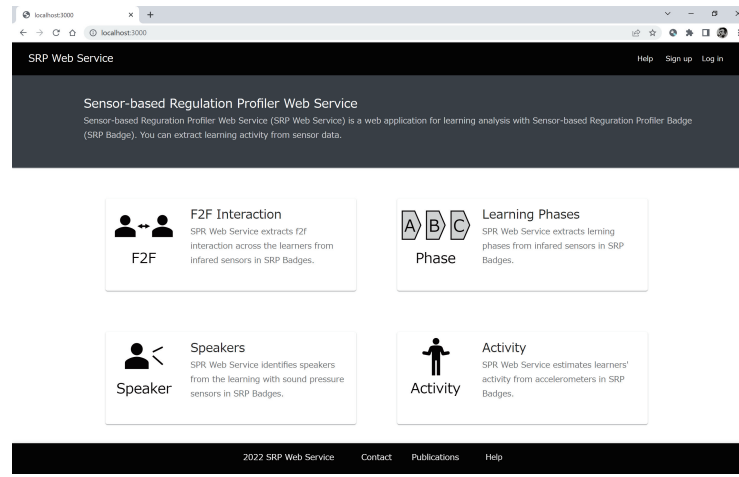 localhost:3000
localhost:3000
SRP Web Service
Help Sign up Log in
Sensor-based Regulation Profiler Web Service
Sensor-based Reguration Profiler Web Service (SRP Web Service) is a web application for learning analysis with Sensor-based Reguration Profiler Badge
(SRP Badge). You can extract learning activity from sensor data.
F2F
F2F Interaction
SPR Web Service extracts f2f
interaction across the learners from
infared sensors in SRP Badges.
A B C
Phase
Learning Phases
SPR Web Service extracts lerning
phases from infared sensors in SRP
Badges.
Speaker
Speakers
SPR Web Service identifies speakers
from the learning with sound pressure
sensors in SRP Badges.
Activity
Activity
SPR Web Service estimates learners'
activity from accelerometers in SRP
Badges.
2022 SRP Web Service Contact Publications Help